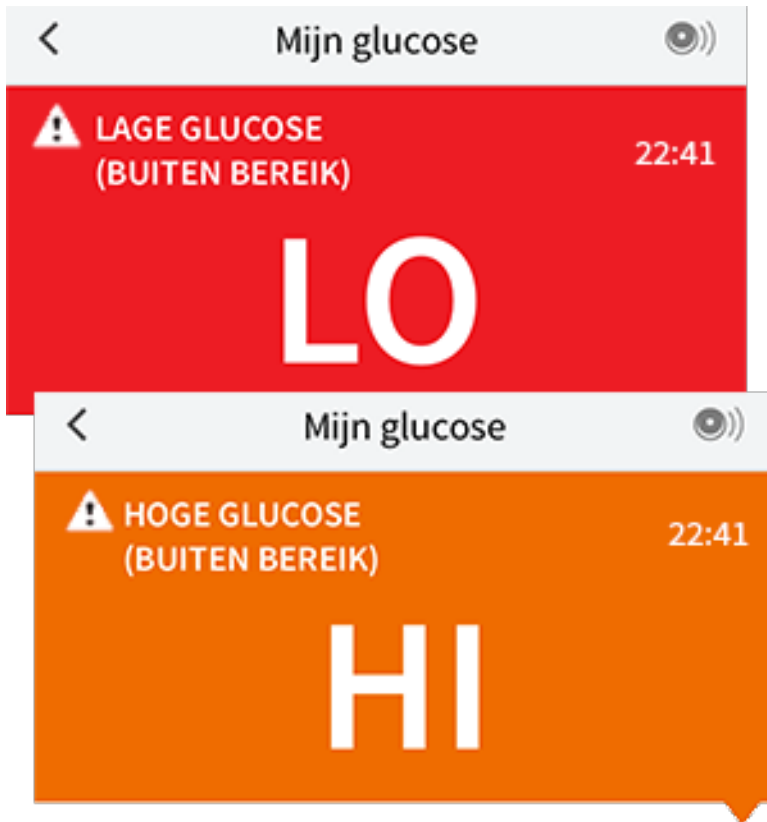 Mijn glucose
LAGE GLUCOSE
(BUITEN BEREIK)
22:41
LO
Mijn glucose
HOGE GLUCOSE
(BUITEN BEREIK)
22:41
HI